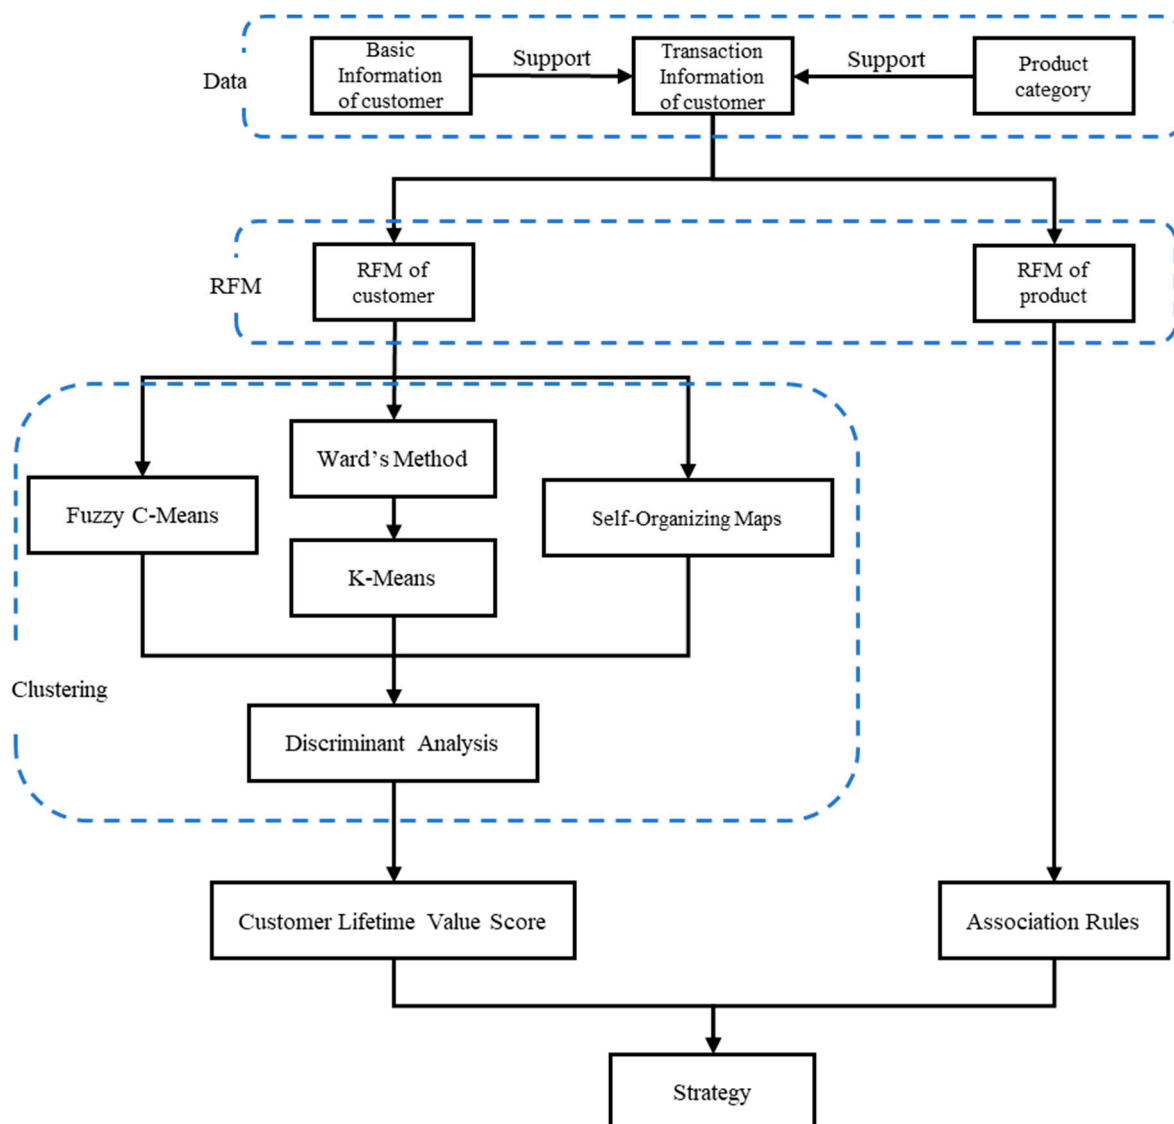 Basic
Information
of customer
Support
Transaction
Information
of customer
Support
Product
category
Data
RFM of
customer
RFM of
product
RFM
Ward's Method
Fuzzy C-Means
Self-Organizing Maps
K-Means
Clustering
Discriminant Analysis
Customer Lifetime Value Score
Association Rules
Strategy